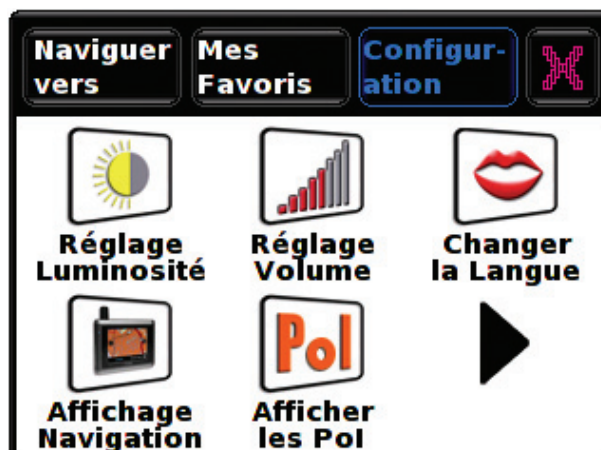 Naviguer
vers
Mes
Favoris
Configur-
ation
Réglage
Luminosité
Réglage
Volume
Changer
la Langue
PoI
Affichage
Navigation
Afficher
les PoI